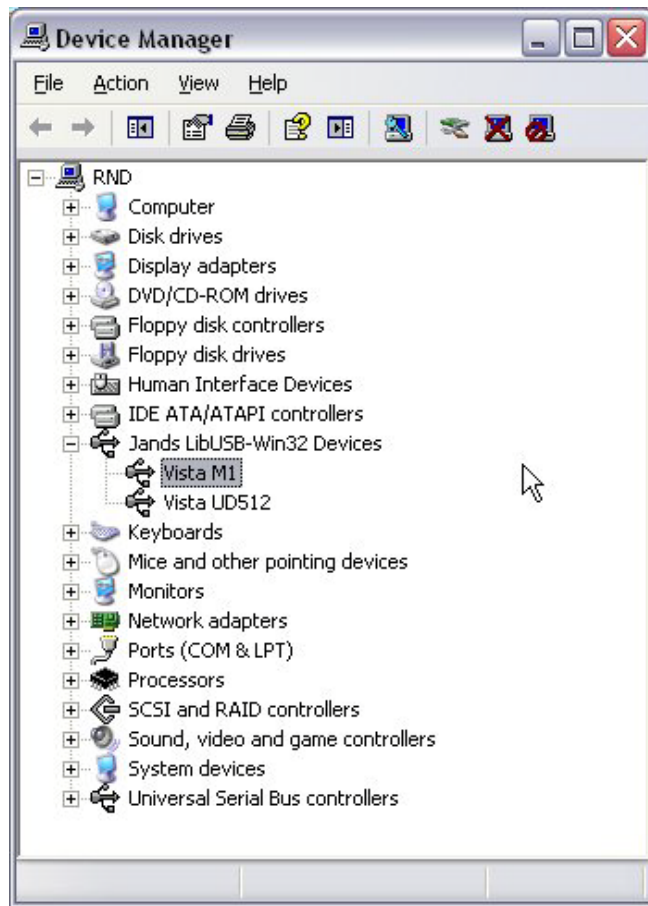 Device Manager
File Action View Help
RND
Computer
Disk drives
Display adapters
DVD/CD-ROM drives
Floppy disk controllers
Floppy disk drives
Human Interface Devices
IDE ATA/ATAPI controllers
Jands LibUSB-Win32 Devices
Vista M1
Vista UD512
Keyboards
Mice and other pointing devices
Monitors
Network adapters
Ports (COM & LPT)
Processors
SCSI and RAID controllers
Sound, video and game controllers
System devices
Universal Serial Bus controllers